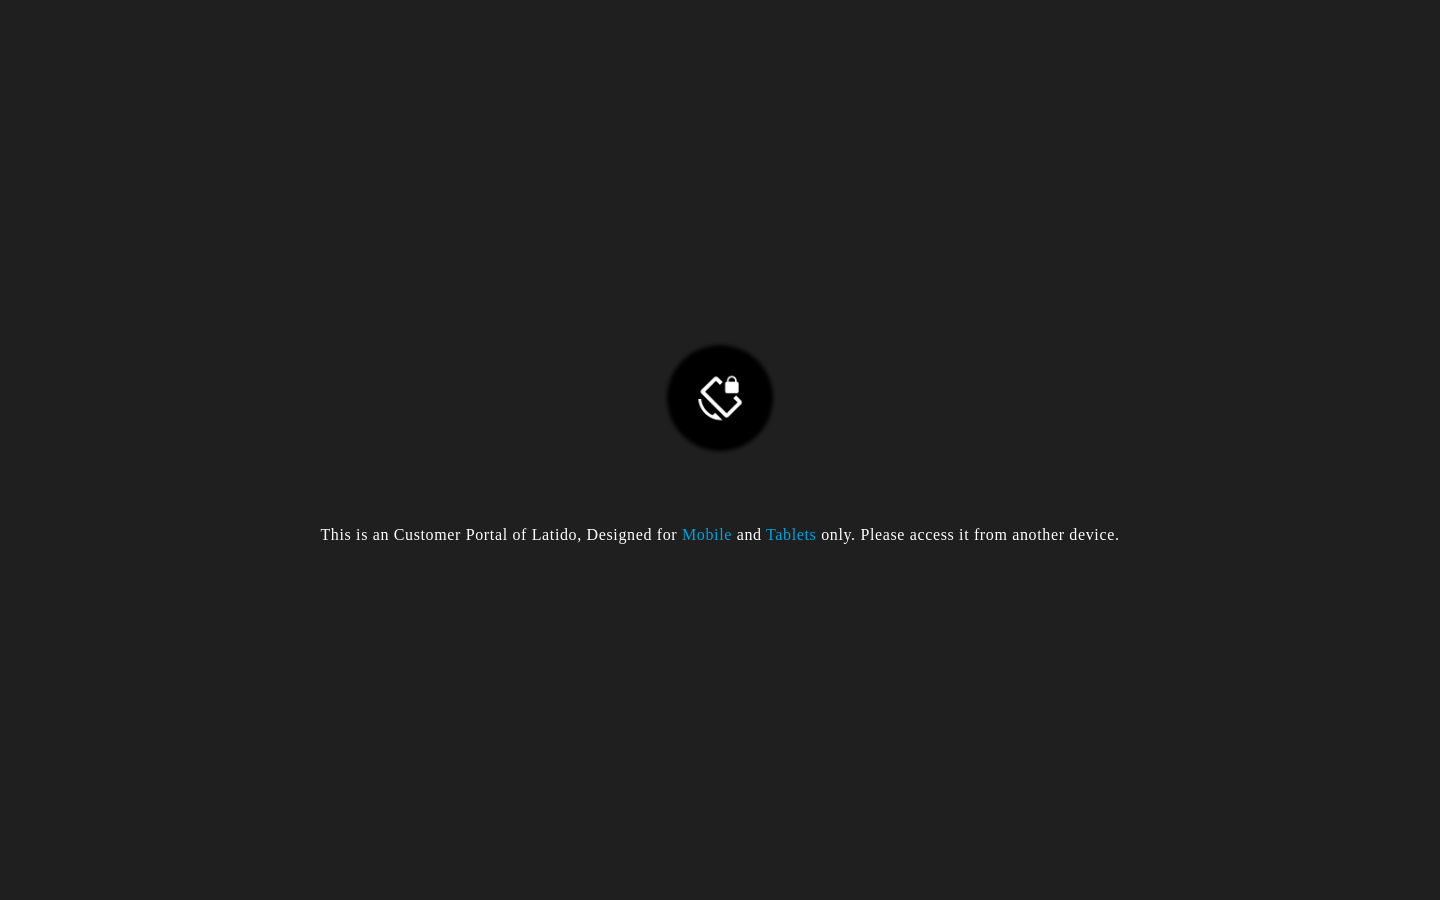 This is an Customer Portal of Latido, Designed for Mobile and Tablets only. Please access it from another device.